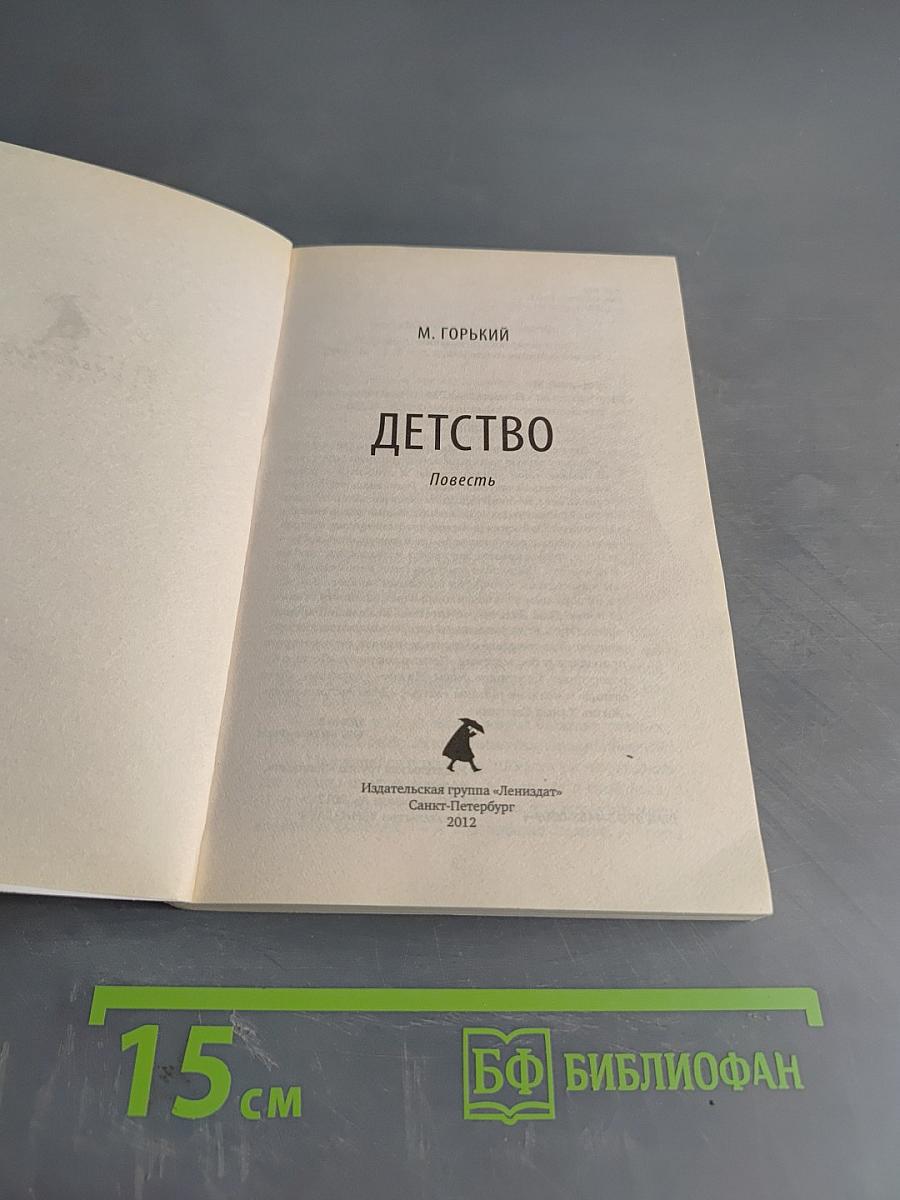 М. ГОРЬКИЙ
ДЕТСТВО
Повесть
Издательская группа «Лениздат»
Санкт-Петербург
2012
15 см
БФ БИБЛИОФАН